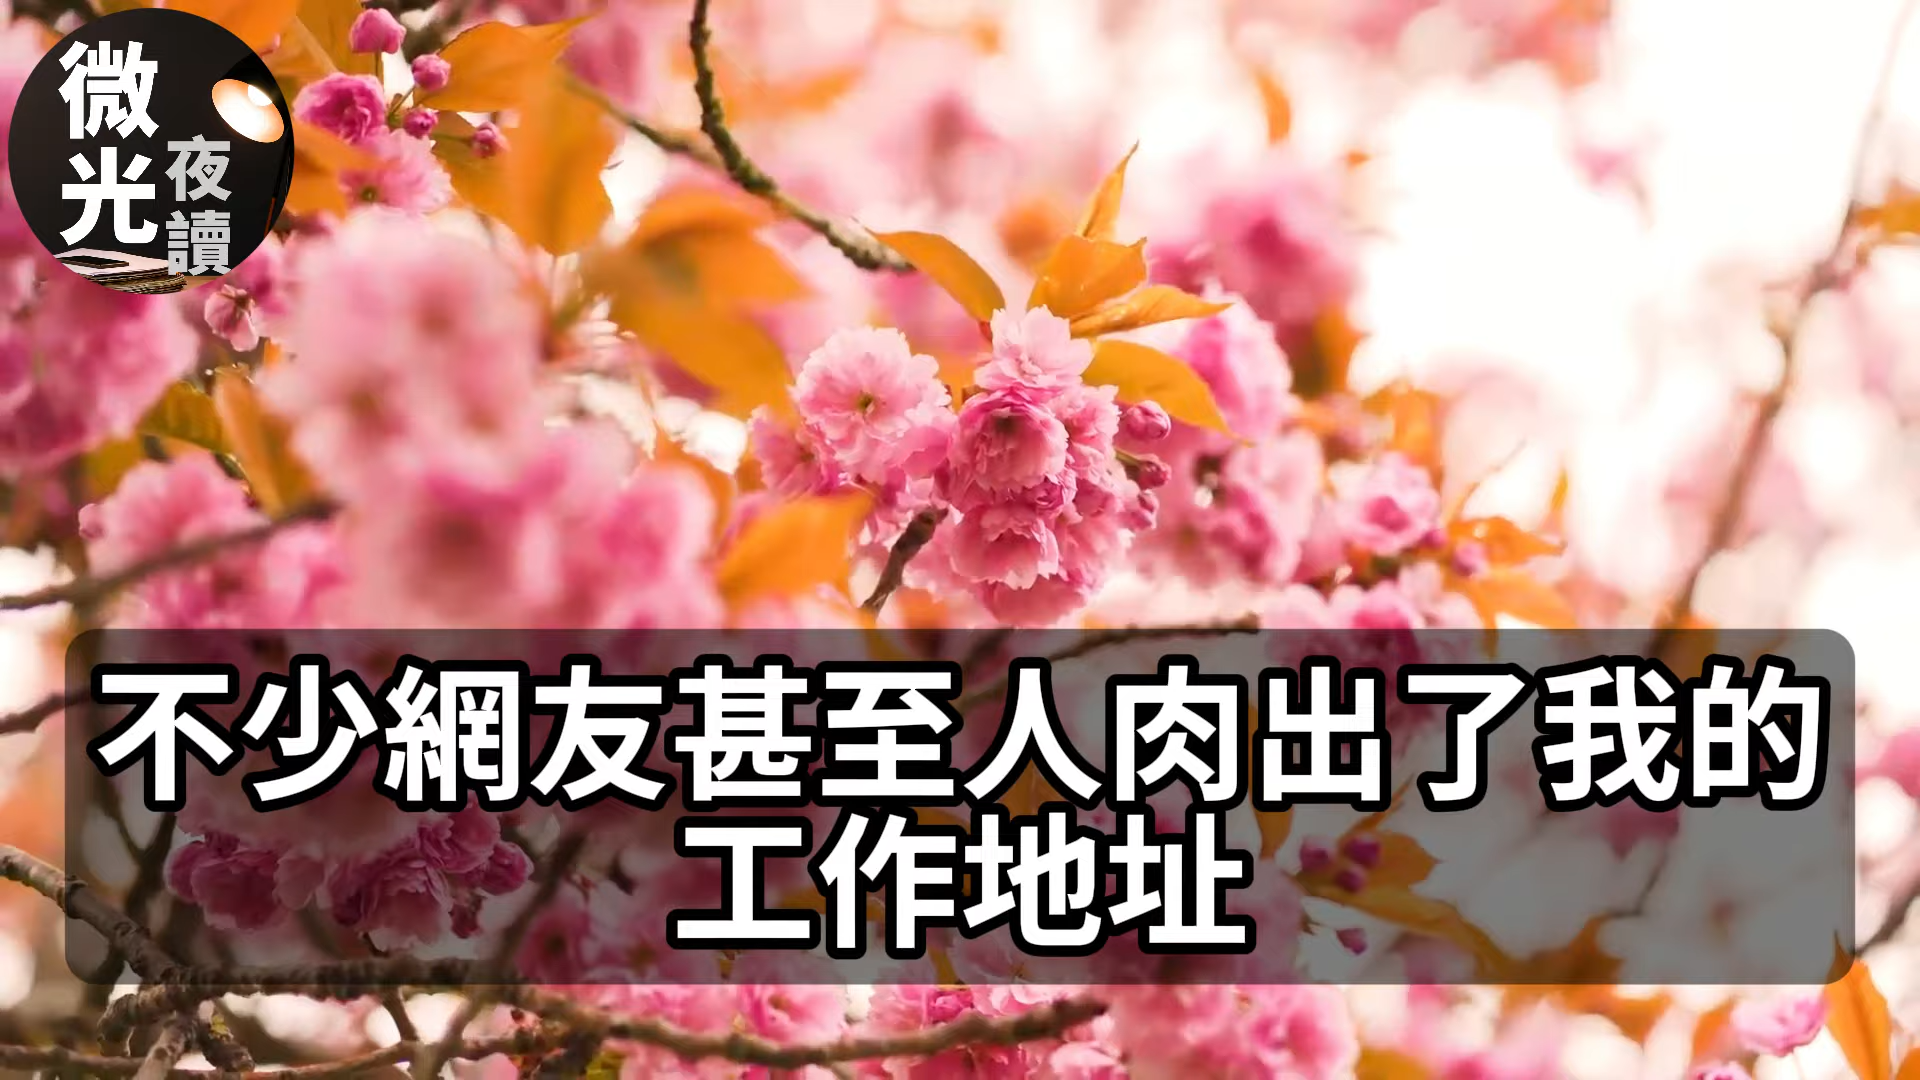 微光
夜讀
不少網友甚至人肉出了我的
工作地址